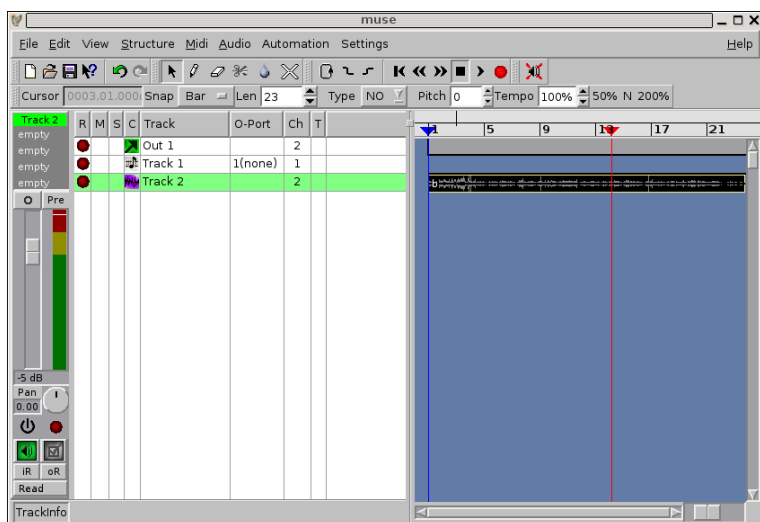 muse
File Edit View Structure Midi Audio Automation Settings Help
Cursor 0003.01.000 Snap Bar Len 23 Type NO Pitch 0 Tempo 100% 50% N 200%
Track 2
empty
empty
empty
empty
R M S C Track O-Port Ch T
Out 1 2
Track 1 1(none) 1
Track 2 2
1 5 9 13 17 21
O Pre
-5 dB
Pan
0.00
iR oR
Read
TrackInfo